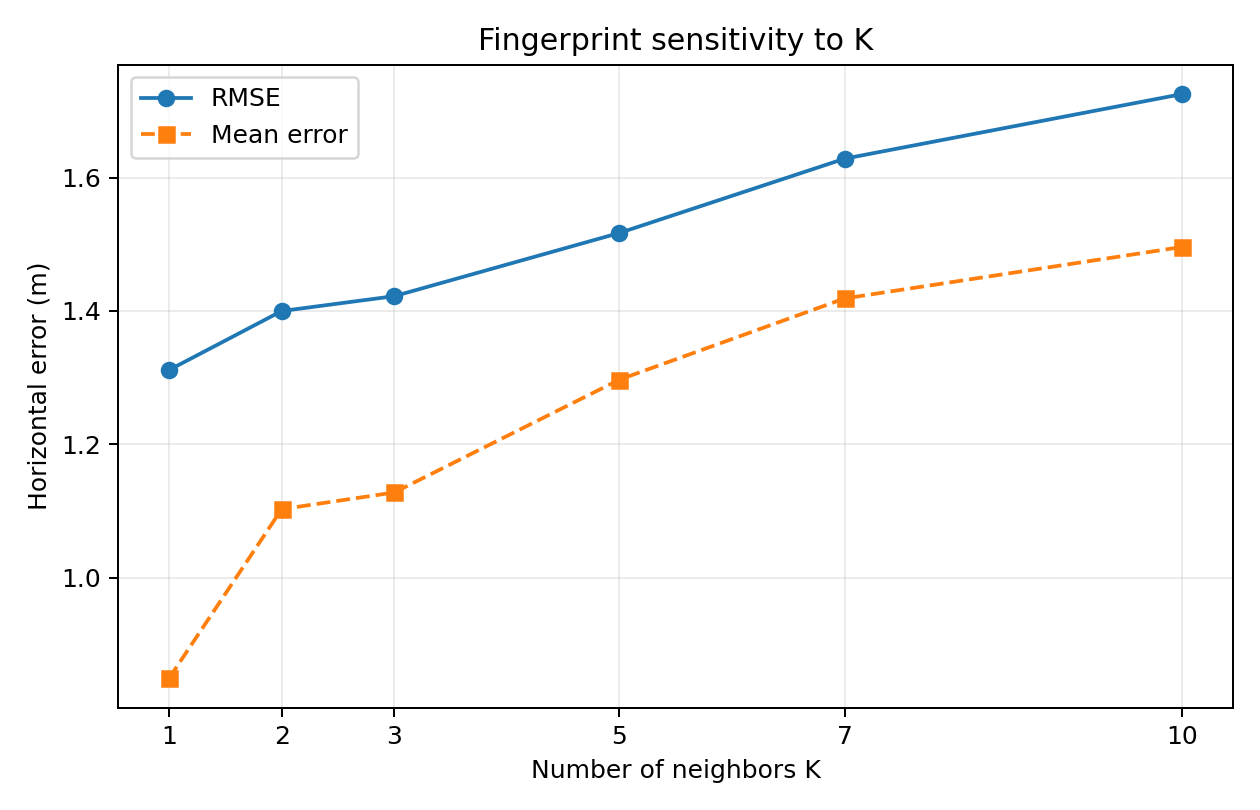 Fingerprint sensitivity to K
RMSE
Mean error
Horizontal error (m)
1.6
1.4
1.2
1.0
1 2 3 5 7 10
Number of neighbors K